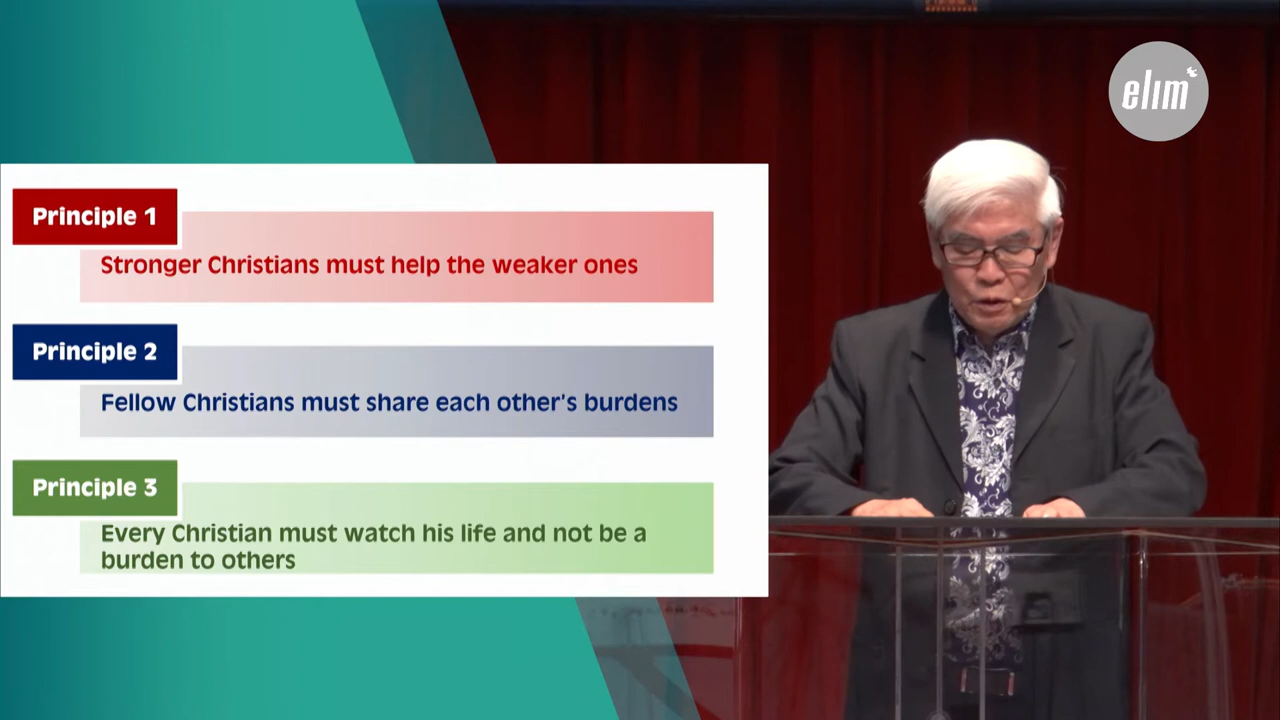 Principle 1
Stronger Christians must help the weaker ones
Principle 2
Fellow Christians must share each other's burdens
Principle 3
Every Christian must watch his life and not be a
burden to others
elim